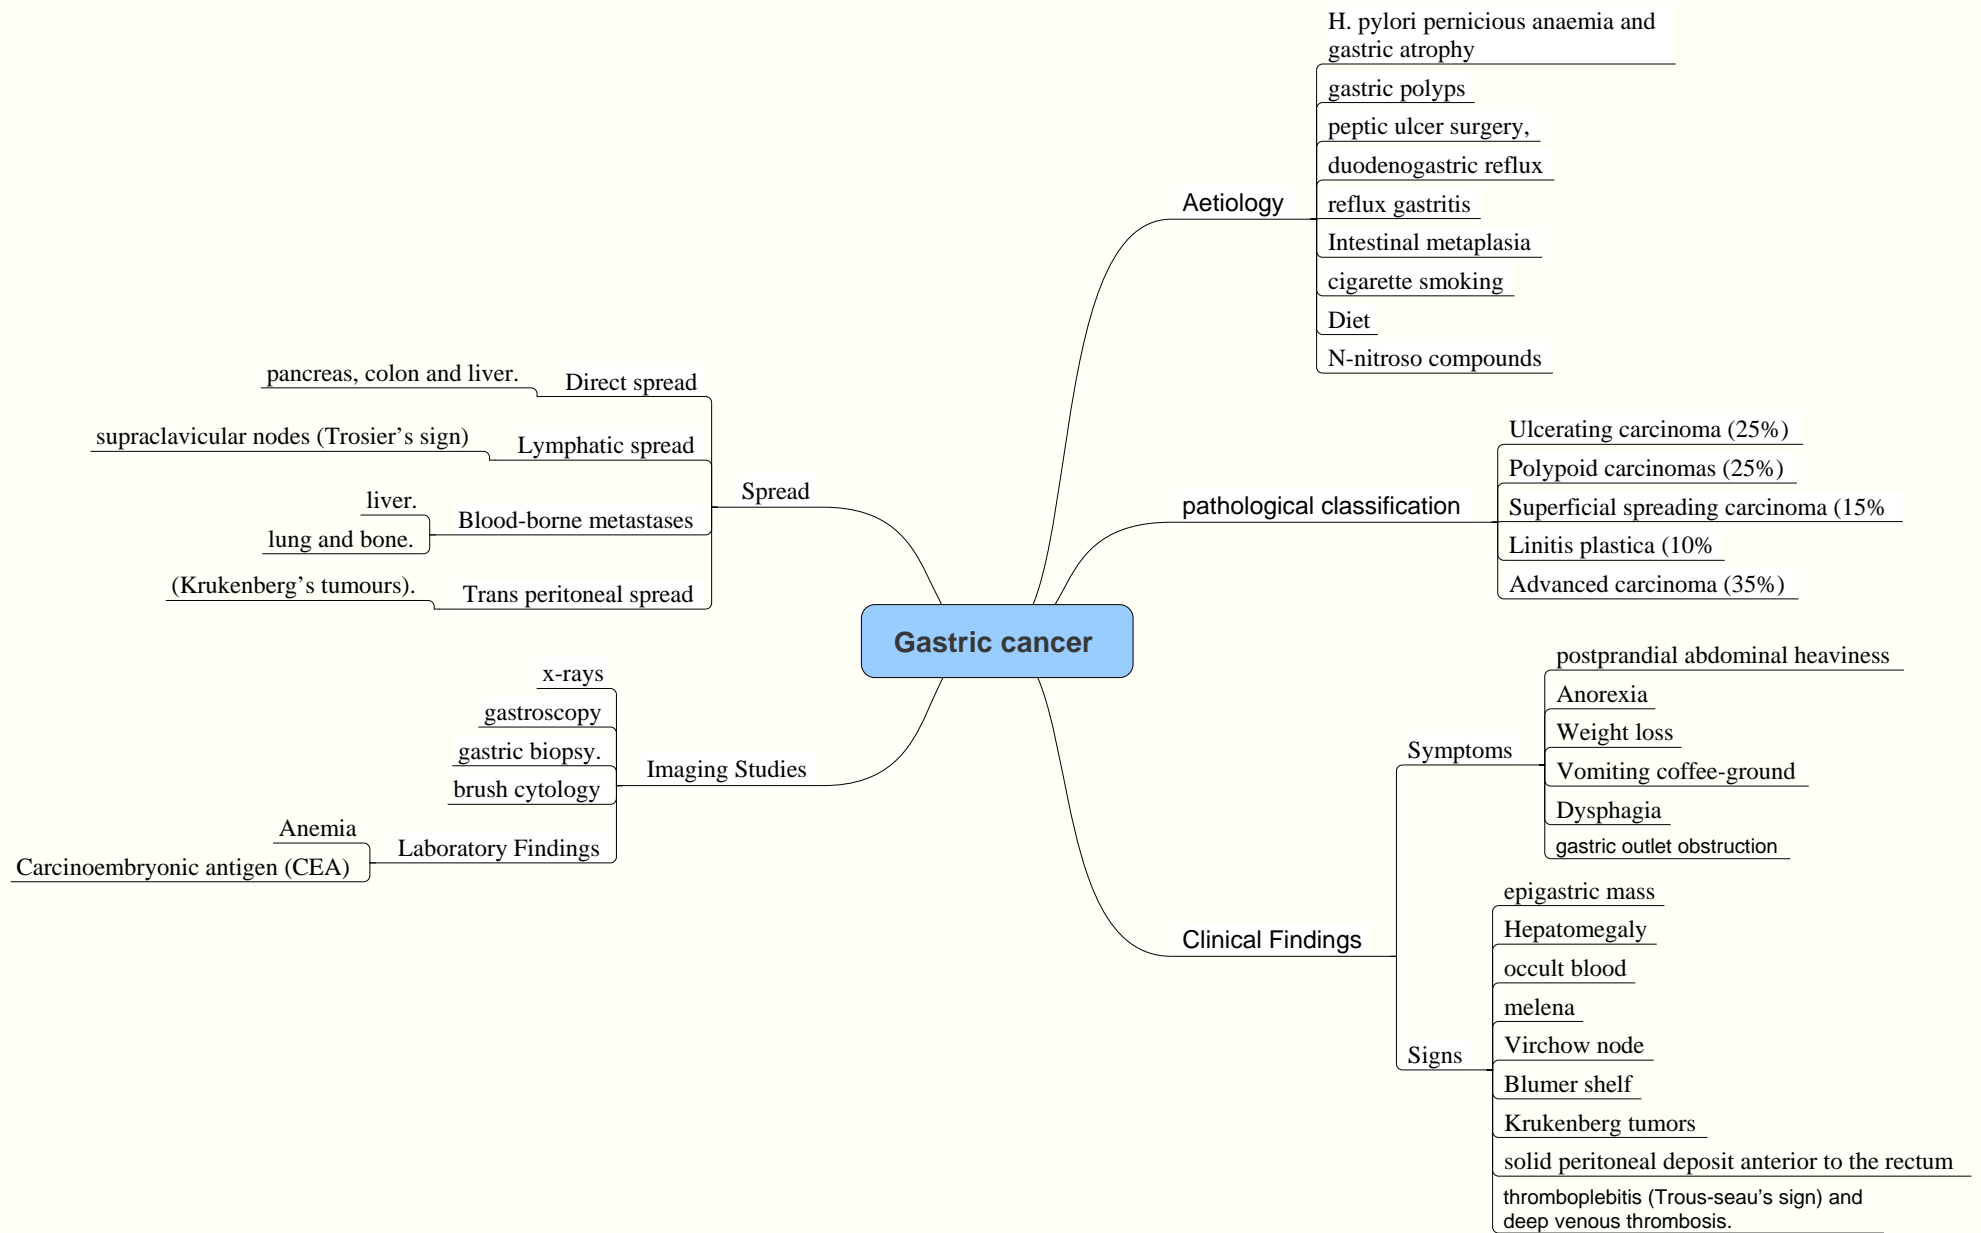 Gastric cancer
Aetiology
H. pylori pernicious anaemia and
gastric atrophy
gastric polyps
peptic ulcer surgery,
duodenogastric reflux
reflux gastritis
Intestinal metaplasia
cigarette smoking
Diet
N-nitroso compounds
pathological classification
Ulcerating carcinoma (25%)
Polypoid carcinomas (25%)
Superficial spreading carcinoma (15%
Linitis plastica (10%
Advanced carcinoma (35%)
Clinical Findings
Symptoms
postprandial abdominal heaviness
Anorexia
Weight loss
Vomiting coffee-ground
Dysphagia
gastric outlet obstruction
Signs
epigastric mass
Hepatomegaly
occult blood
melena
Virchow node
Blumer shelf
Krukenberg tumors
solid peritoneal deposit anterior to the rectum
thromboplebitis (Trous-seau's sign) and
deep venous thrombosis.
Spread
Direct spread
pancreas, colon and liver.
Lymphatic spread
supraclavicular nodes (Trosier's sign)
Blood-borne metastases
liver.
lung and bone.
Trans peritoneal spread
(Krukenberg's tumours).
Imaging Studies
x-rays
gastroscopy
gastric biopsy.
brush cytology
Laboratory Findings
Anemia
Carcinoembryonic antigen (CEA)